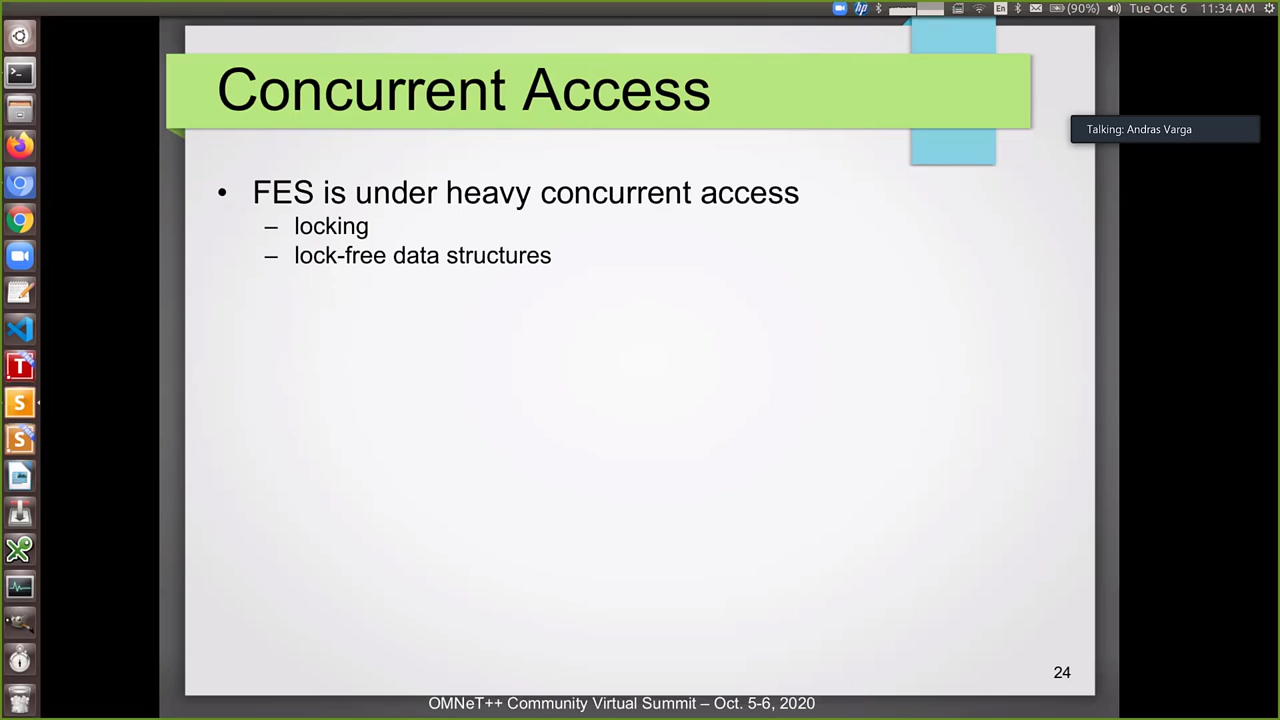 hp
En
(90%)
Tue Oct 6
11:34 AM
Concurrent Access
Talking: Andras Varga
• FES is under heavy concurrent access
– locking
– lock-free data structures
T
S
S
24
OMNeT++ Community Virtual Summit – Oct. 5-6, 2020